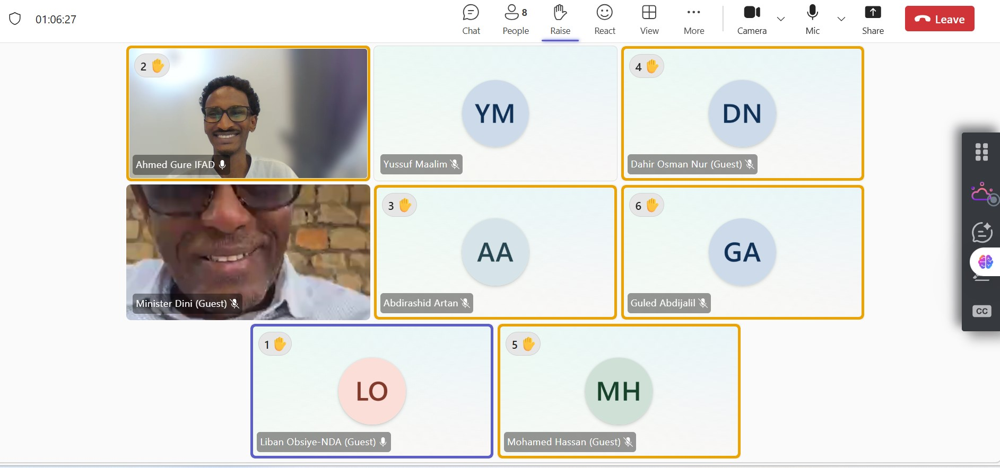 01:06:27
Chat
People
8
Raise
React
View
More
Camera
Mic
Share
Leave
2
Ahmed Gure IFAD
YM
Yussuf Maalim
4
DN
Dahir Osman Nur (Guest)
Minister Dini (Guest)
3
AA
Abdirashid Artan
6
GA
Guled Abdijalil
1
LO
Liban Obsiye-NDA (Guest)
5
MH
Mohamed Hassan (Guest)
CC